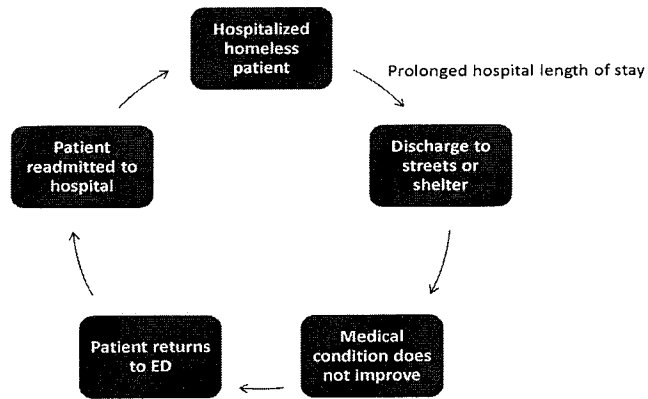 Hospitalized
homeless
patient
Prolonged hospital length of stay
Discharge to
streets or
shelter
Medical
condition does
not improve
Patient returns
to ED
Patient
readmitted to
hospital